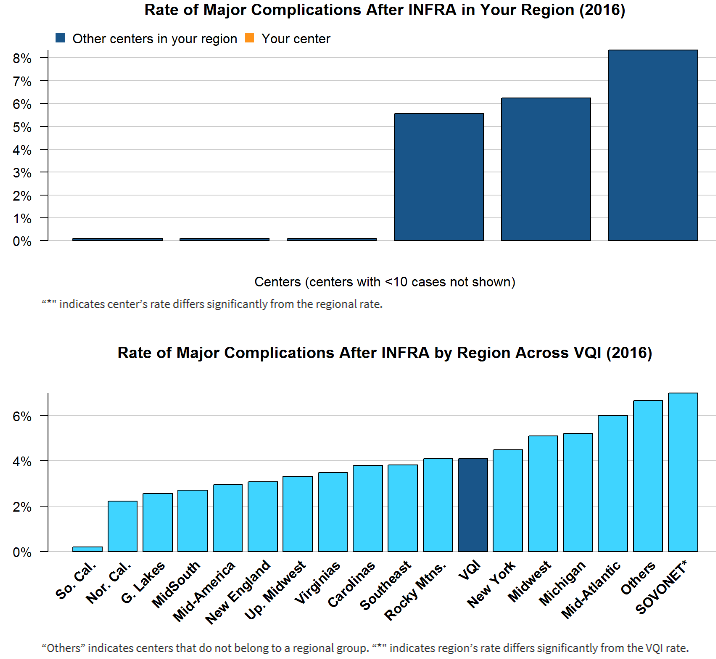 Rate of Major Complications After INFRA in Your Region (2016)
Other centers in your region
Your center
8%
7%
6%
5%
4%
3%
2%
1%
0%
Centers (centers with <10 cases not shown)
“*” indicates center’s rate differs significantly from the regional rate.
Rate of Major Complications After INFRA by Region Across VQI (2016)
6%
4%
2%
0%
So. Cal.
Nor. Cal.
G. Lakes
MidSouth
Mid-America
New England
Up. Midwest
Virginias
Carolinas
Southeast
Rocky Mtns.
VQI
New York
Midwest
Michigan
Mid-Atlantic
Others
SOVONET*
“Others” indicates centers that do not belong to a regional group. “*” indicates region’s rate differs significantly from the VQI rate.